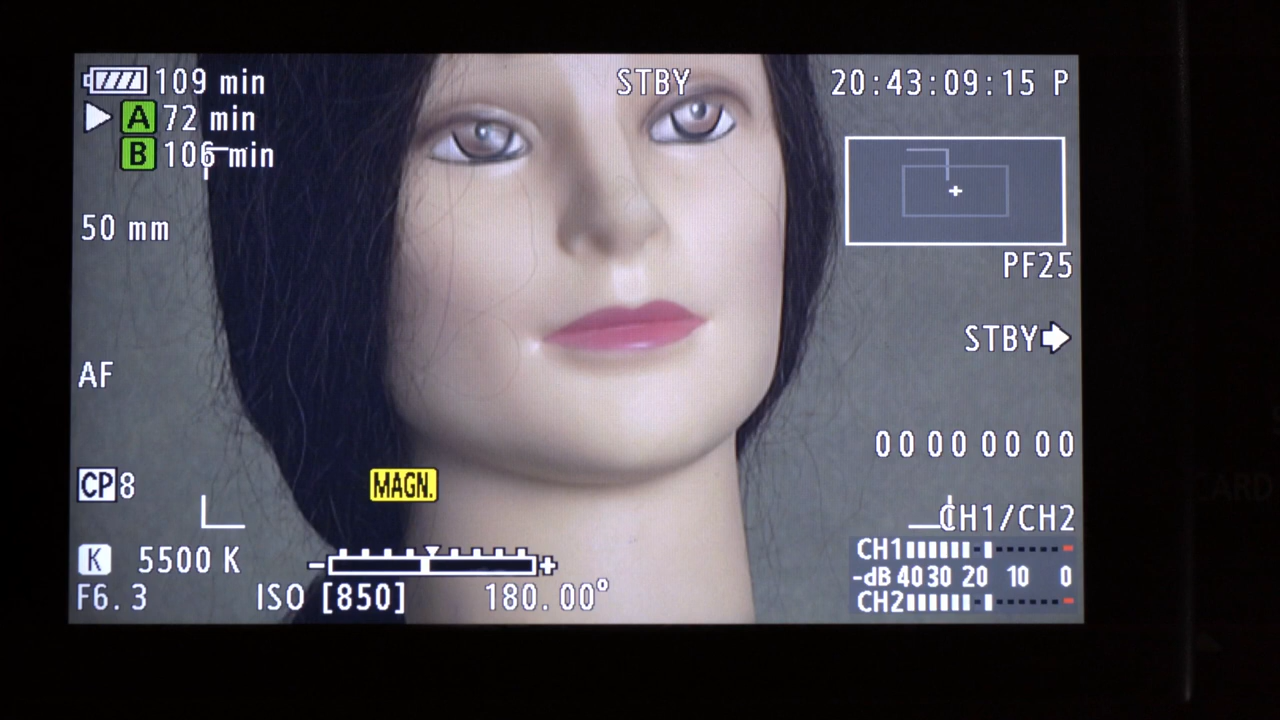 109 min
STBY
20:43:09:15 P
A 72 min
B 106 min
50 mm
PF25
STBY
AF
00 00 00 00
CP 8
MAGN.
CH1/CH2
K 5500 K
- +
CH1
-dB 40 30 20 10 0
F6.3
ISO [850]
180.00°
CH2